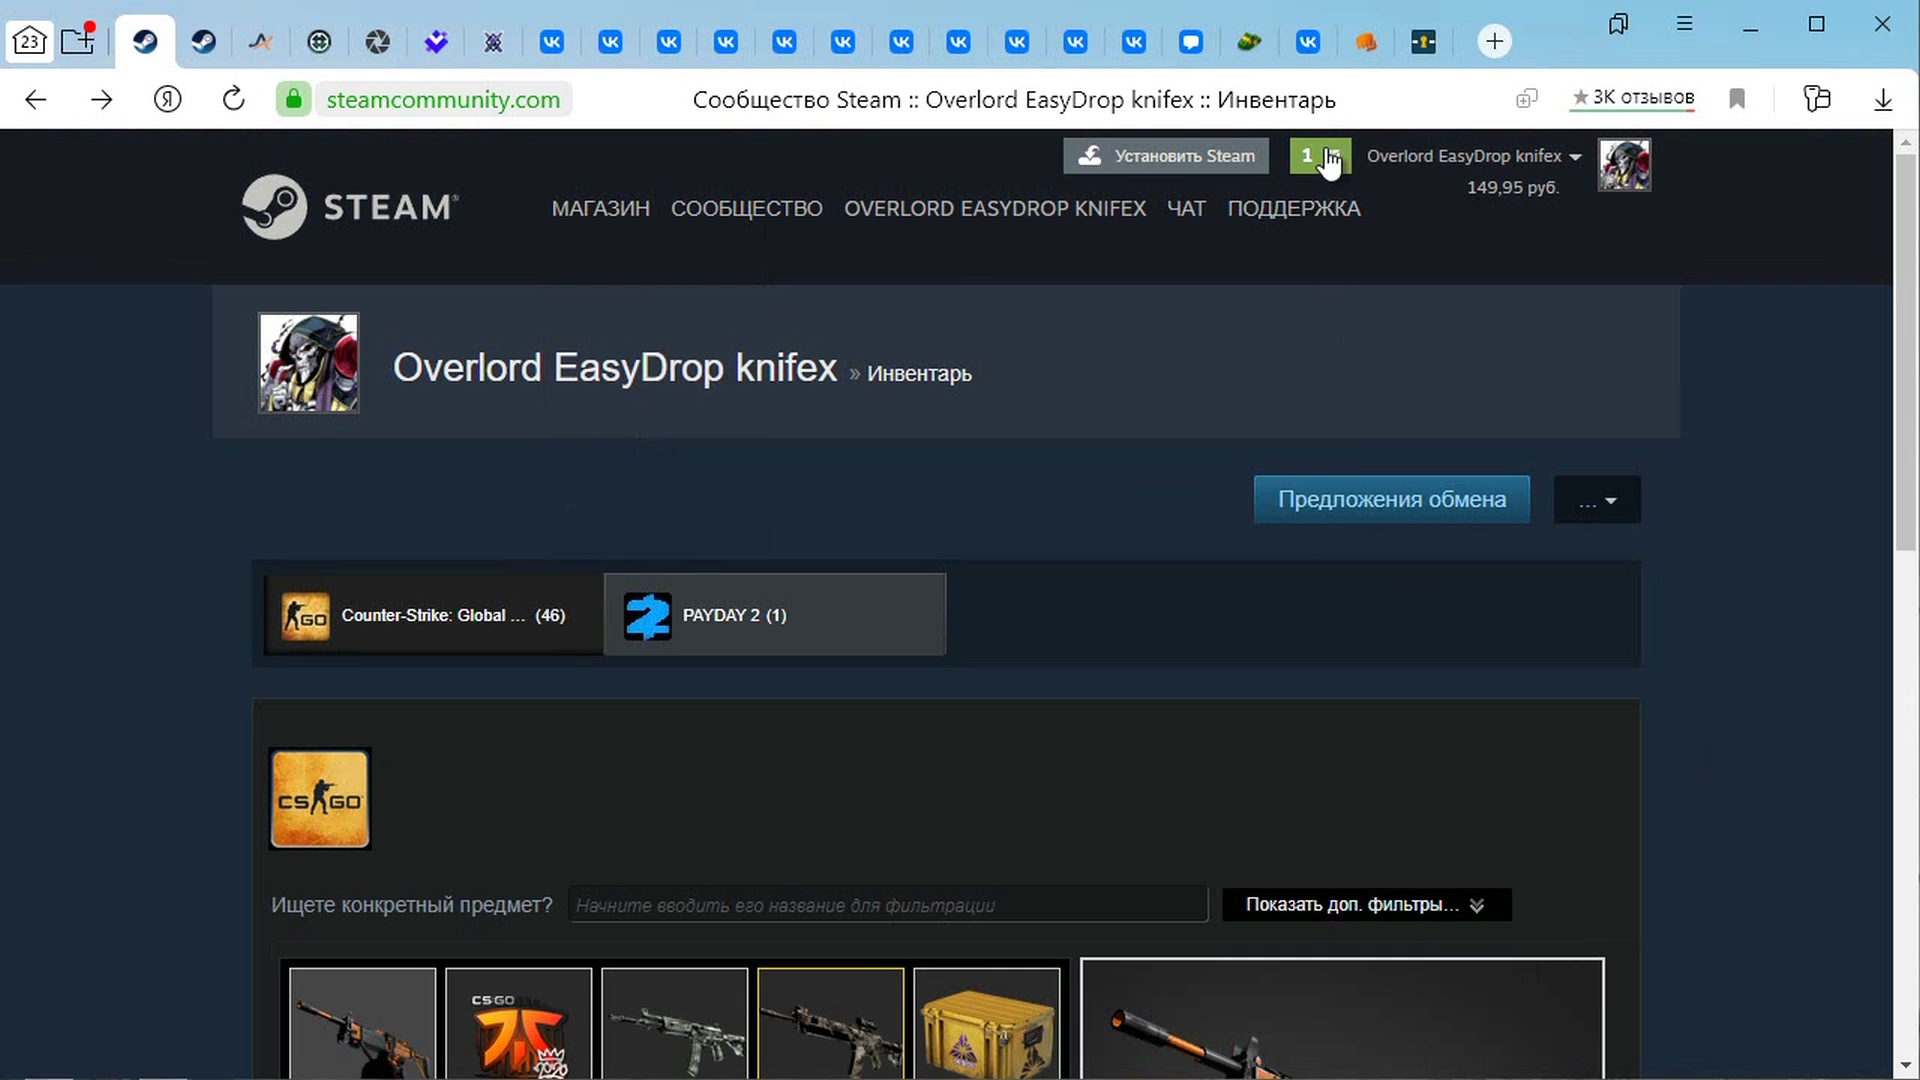 23
steamcommunity.com
Сообщество Steam :: Overlord EasyDrop knifex :: Инвентарь
★ 3К отзывов
Установить Steam
1
Overlord EasyDrop knifex
149,95 руб.
STEAM
МАГАЗИН СООБЩЕСТВО OVERLORD EASYDROP KNIFEX ЧАТ ПОДДЕРЖКА
Overlord EasyDrop knifex » Инвентарь
Предложения обмена
...
GO
Counter-Strike: Global ... (46)
2
PAYDAY 2 (1)
CS GO
Ищете конкретный предмет?
Начните вводить его название для фильтрации
Показать доп. фильтры...
CS:GO